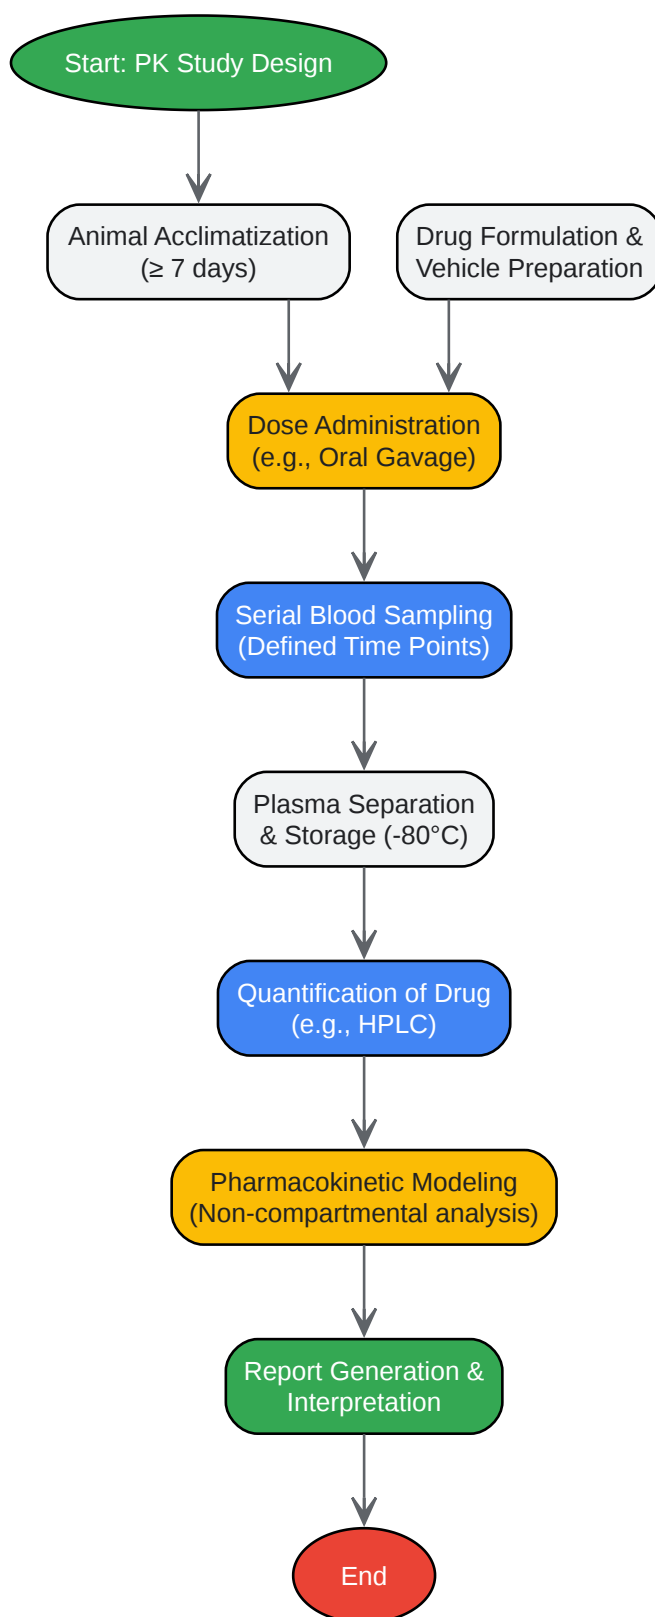 Start: PK Study Design
Animal Acclimatization
(≥ 7 days)
Drug Formulation &
Vehicle Preparation
Dose Administration
(e.g., Oral Gavage)
Serial Blood Sampling
(Defined Time Points)
Plasma Separation
& Storage (-80°C)
Quantification of Drug
(e.g., HPLC)
Pharmacokinetic Modeling
(Non-compartmental analysis)
Report Generation &
Interpretation
End